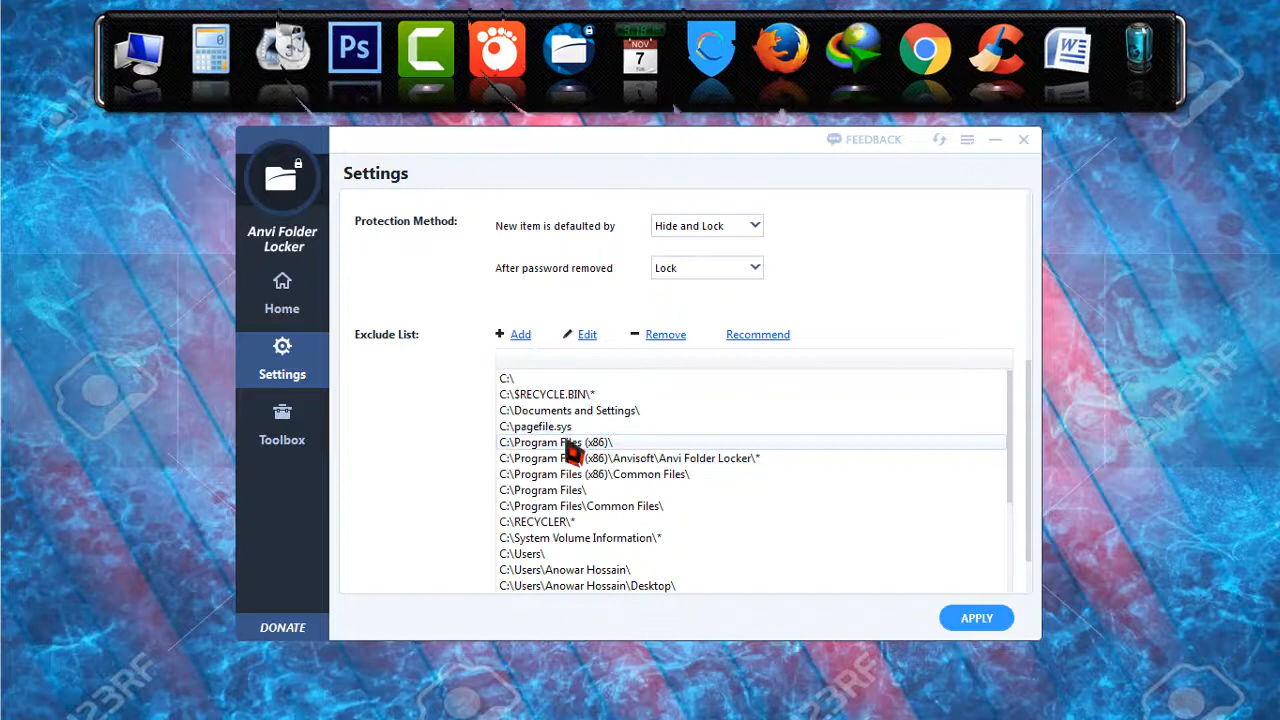 Ps
NOV
7
W
FEEDBACK
Settings
Anvi Folder
Locker
Home
Settings
Toolbox
DONATE
Protection Method:
New item is defaulted by
Hide and Lock
After password removed
Lock
Exclude List:
Add
Edit
Remove
Recommend
C:\
C:\$RECYCLE.BIN\*
C:\Documents and Settings\
C:\pagefile.sys
C:\Program Files (x86)\
C:\Program Files (x86)\Anvisoft\Anvi Folder Locker\*
C:\Program Files (x86)\Common Files\
C:\Program Files\
C:\Program Files\Common Files\
C:\RECYCLER\*
C:\System Volume Information\*
C:\Users\
C:\Users\Anowar Hossain\
C:\Users\Anowar Hossain\Desktop\
APPLY
123RF